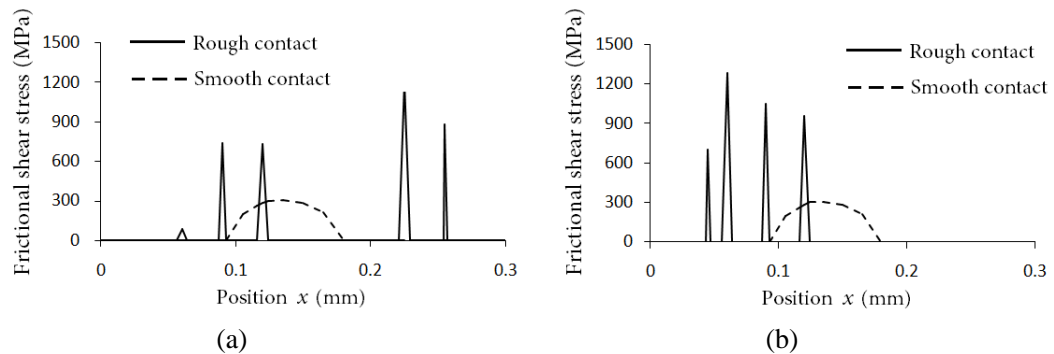 Frictional shear stress (MPa)
1500
1200
900
600
300
0
Rough contact
Smooth contact
0
0.1
0.2
0.3
Position x (mm)
(a)
Frictional shear stress (MPa)
1500
1200
900
600
300
0
Rough contact
Smooth contact
0
0.1
0.2
0.3
Position x (mm)
(b)